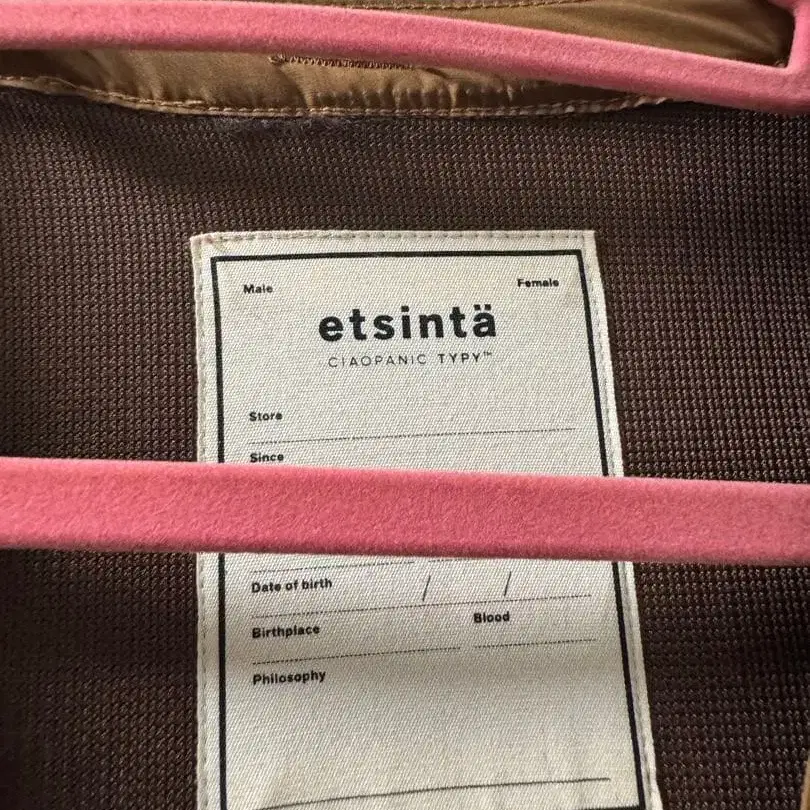 Male Female
etsintä
CIAOPANIC TYPY™
Store
Since
Date of birth / /
Birthplace Blood
Philosophy